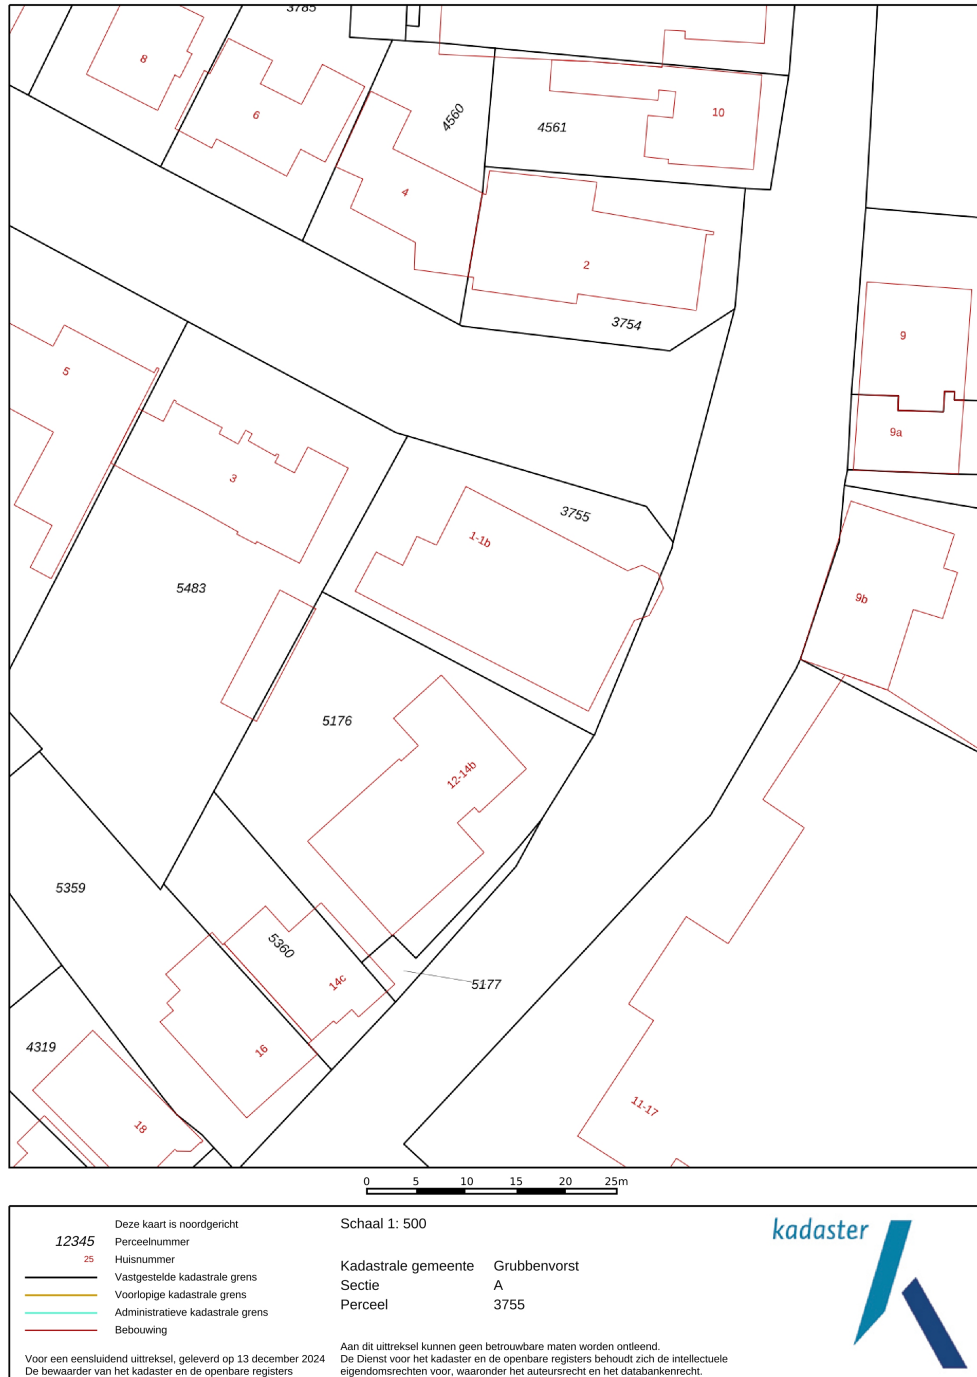 3785
8
6
4560
4561
10
4
2
3754
9
9a
5
3
3755
1-1b
5483
9b
5176
12-14b
5359
5360
14c
5177
4319
16
18
11-17
0 5 10 15 20 25m
Deze kaart is noordgericht
12345 Perceelnummer
25 Huisnummer
Vastgestelde kadastrale grens
Voorlopige kadastrale grens
Administratieve kadastrale grens
Bebouwing
Voor een eensluidend uittreksel, geleverd op 13 december 2024
De bewaarder van het kadaster en de openbare registers
Schaal 1: 500
Kadastrale gemeente Grubbenvorst
Sectie A
Perceel 3755
Aan dit uittreksel kunnen geen betrouwbare maten worden ontleend.
De Dienst voor het kadaster en de openbare registers behoudt zich de intellectuele
eigendomsrechten voor, waaronder het auteursrecht en het databankenrecht.
kadaster